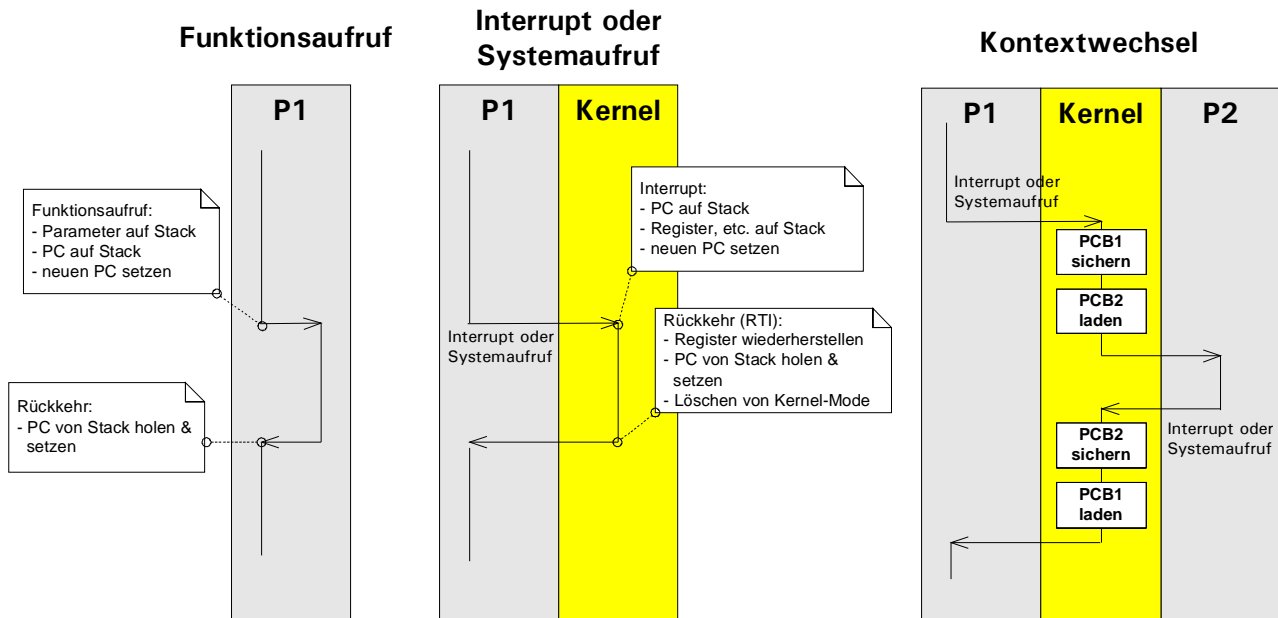 Funktionsaufruf
P1
Funktionsaufruf:
- Parameter auf Stack
- PC auf Stack
- neuen PC setzen
Rückkehr:
- PC von Stack holen &
setzen
Interrupt oder
Systemaufruf
P1
Kernel
Interrupt:
- PC auf Stack
- Register, etc. auf Stack
- neuen PC setzen
Interrupt oder
Systemaufruf
Rückkehr (RTI):
- Register wiederherstellen
- PC von Stack holen &
setzen
- Löschen von Kernel-Mode
Kontextwechsel
P1
Kernel
P2
Interrupt oder
Systemaufruf
PCB1
sichern
PCB2
laden
Interrupt oder
Systemaufruf
PCB2
sichern
PCB1
laden